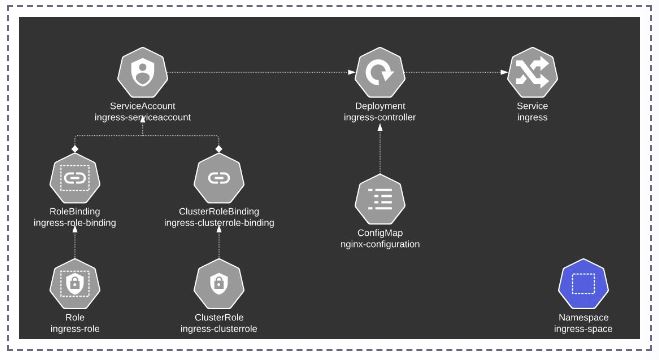 ServiceAccount
ingress-serviceaccount
Deployment
ingress-controller
Service
ingress
RoleBinding
ingress-role-binding
ClusterRoleBinding
ingress-clusterrole-binding
ConfigMap
nginx-configuration
Role
ingress-role
ClusterRole
ingress-clusterrole
Namespace
ingress-space